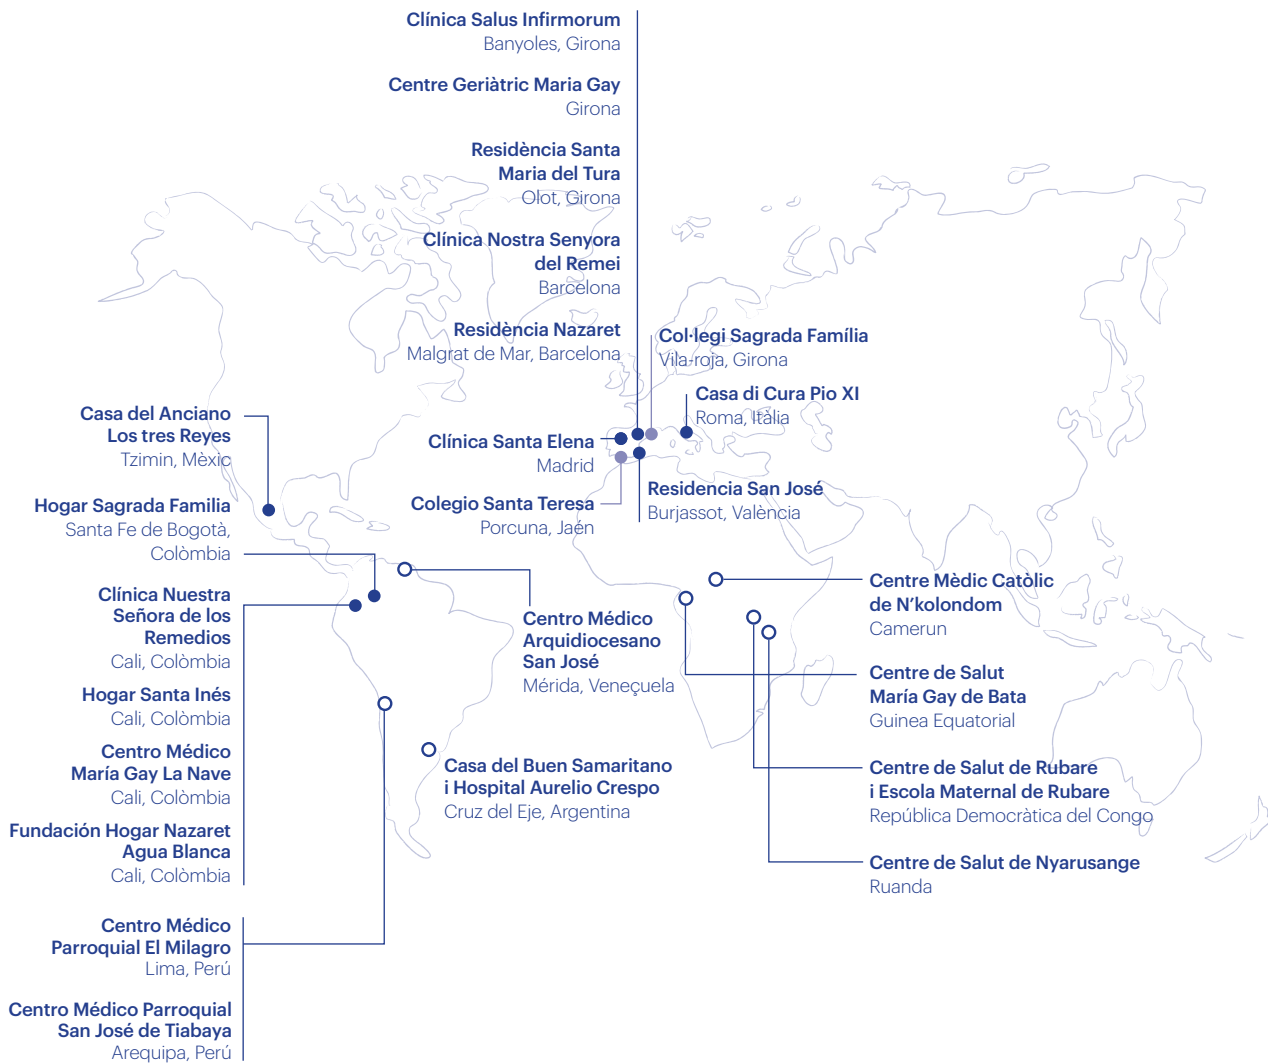 Clínica Salus Infirmorum
Banyoles, Girona
Centre Geriàtric Maria Gay
Girona
Residència Santa
Maria del Tura
Olot, Girona
Clínica Nostra Senyora
del Remei
Barcelona
Residència Nazaret
Malgrat de Mar, Barcelona
Col·legi Sagrada Família
Vila-roja, Girona
Casa di Cura Pio XI
Roma, Itàlia
Clínica Santa Elena
Madrid
Colegio Santa Teresa
Porcuna, Jaén
Residencia San José
Burjassot, València
Casa del Anciano
Los tres Reyes
Tzimin, Mèxic
Hogar Sagrada Familia
Santa Fe de Bogotà,
Colòmbia
Clínica Nuestra
Señora de los
Remedios
Cali, Colòmbia
Hogar Santa Inés
Cali, Colòmbia
Centro Médico
María Gay La Nave
Cali, Colòmbia
Fundación Hogar Nazaret
Agua Blanca
Cali, Colòmbia
Centro Médico
Parroquial El Milagro
Lima, Perú
Centro Médico Parroquial
San José de Tiabaya
Arequipa, Perú
Centro Médico
Arquidiocesano
San José
Mérida, Veneçuela
Casa del Buen Samaritano
i Hospital Aurelio Crespo
Cruz del Eje, Argentina
Centre Mèdic Catòlic
de N'kolondom
Camerun
Centre de Salut
María Gay de Bata
Guinea Equatorial
Centre de Salut de Rubare
i Escola Maternal de Rubare
República Democràtica del Congo
Centre de Salut de Nyarusange
Ruanda